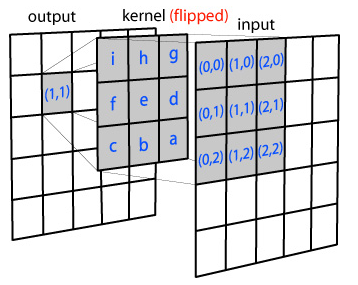 output
kernel (flipped)
input
(1,1)
i h g
f e d
c b a
(0,0) (1,0) (2,0)
(0,1) (1,1) (2,1)
(0,2) (1,2) (2,2)